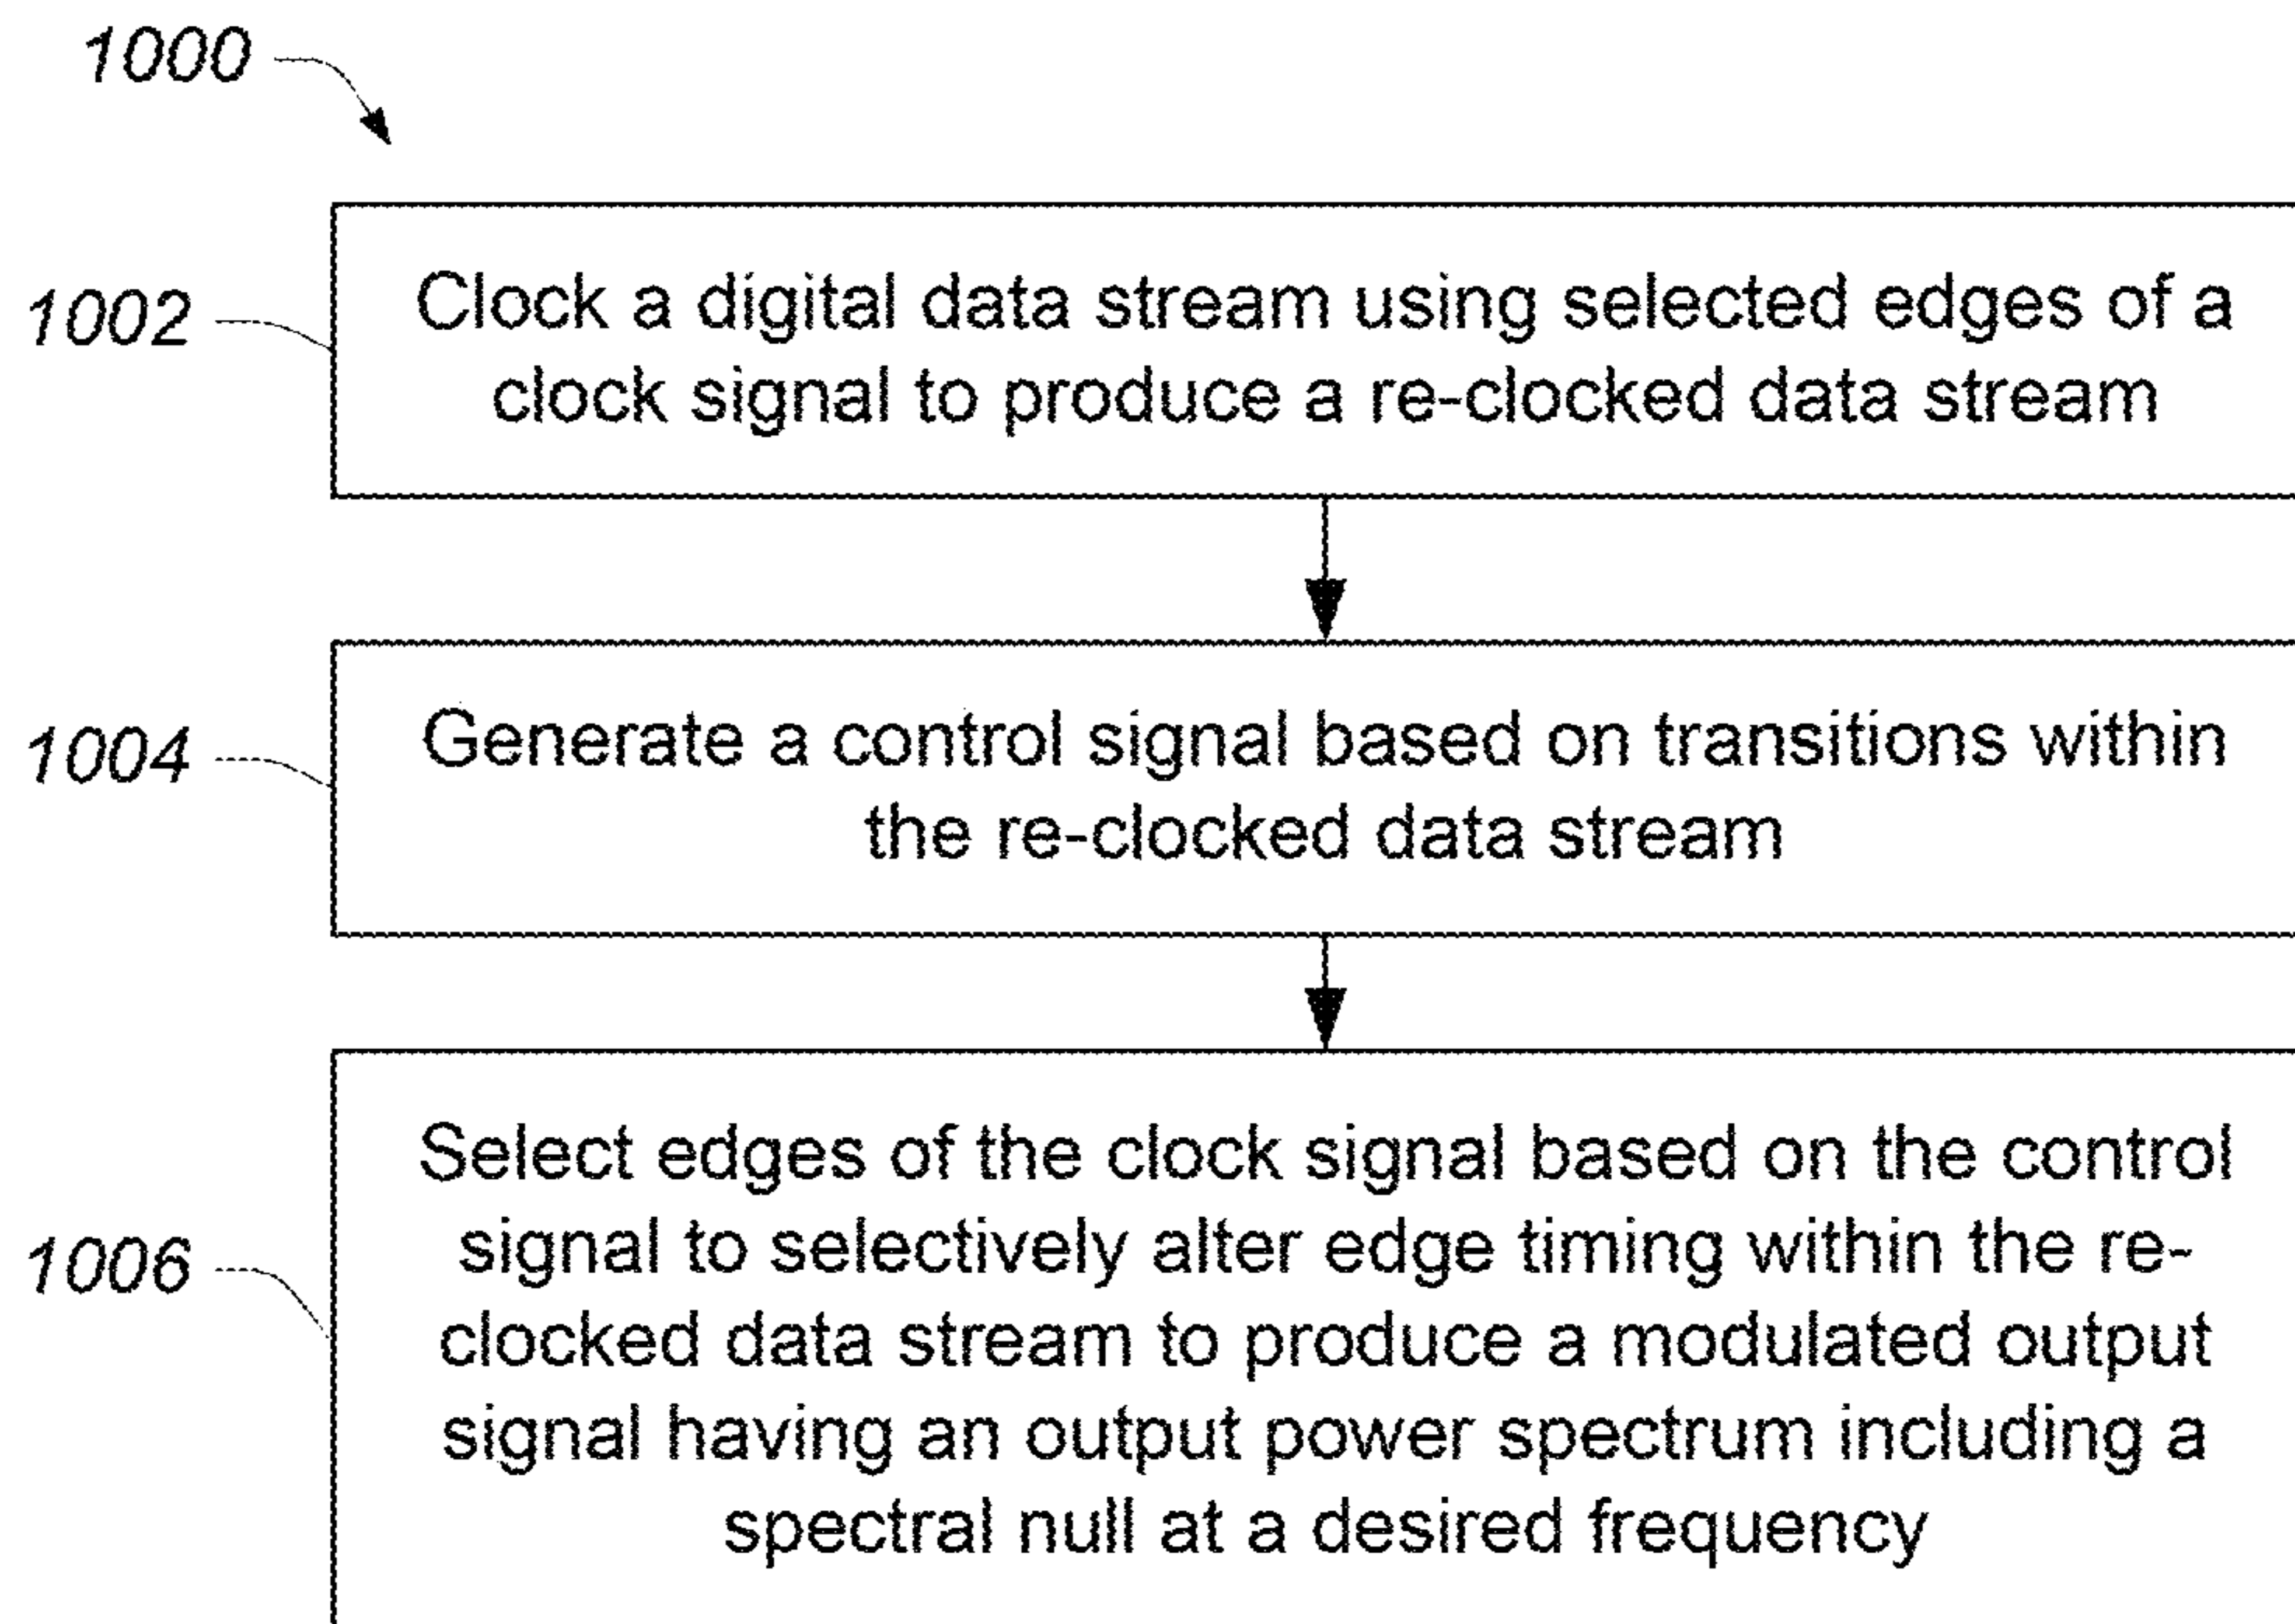 1000
1002
Clock a digital data stream using selected edges of a
clock signal to produce a re-clocked data stream
1004
Generate a control signal based on transitions within
the re-clocked data stream
1006
Select edges of the clock signal based on the control
signal to selectively alter edge timing within the re-
clocked data stream to produce a modulated output
signal having an output power spectrum including a
spectral null at a desired frequency